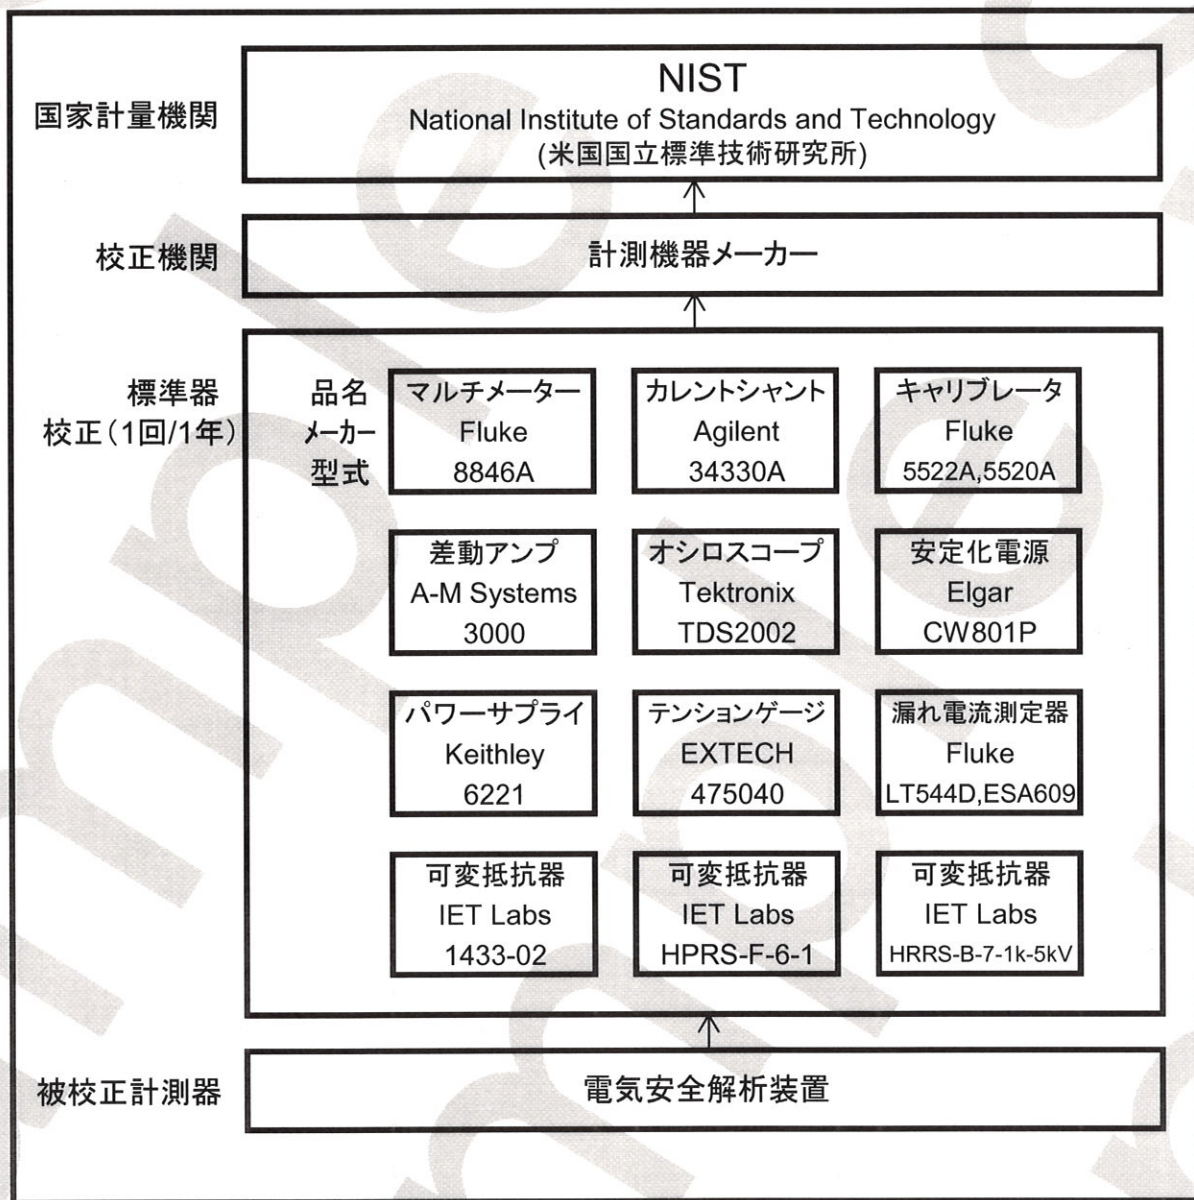 国家計量機関
NIST
National Institute of Standards and Technology
(米国国立標準技術研究所)
校正機関
計測機器メーカー
標準器
校正(1回/1年)
品名
メーカー
型式
マルチメーター
Fluke
8846A
カレントシャント
Agilent
34330A
キャリブレータ
Fluke
5522A,5520A
差動アンプ
A-M Systems
3000
オシロスコープ
Tektronix
TDS2002
安定化電源
Elgar
CW801P
パワーサプライ
Keithley
6221
テンションゲージ
EXTECH
475040
漏れ電流測定器
Fluke
LT544D,ESA609
可変抵抗器
IET Labs
1433-02
可変抵抗器
IET Labs
HPRS-F-6-1
可変抵抗器
IET Labs
HRRS-B-7-1k-5kV
被校正計測器
電気安全解析装置